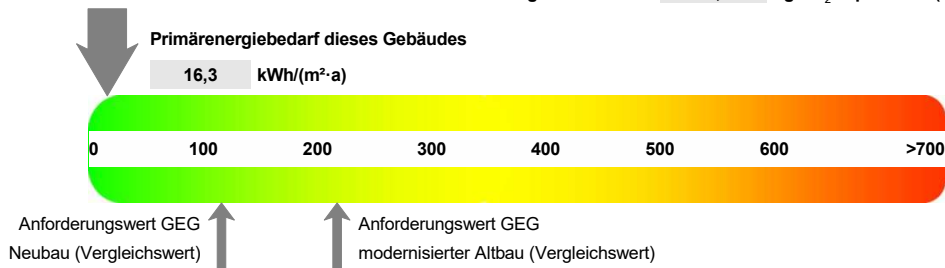 Primärenergiebedarf dieses Gebäudes
16,3 kWh/(m²·a)
0 100 200 300 400 500 600 >700
Anforderungswert GEG
Neubau (Vergleichswert)
Anforderungswert GEG
modernisierter Altbau (Vergleichswert)